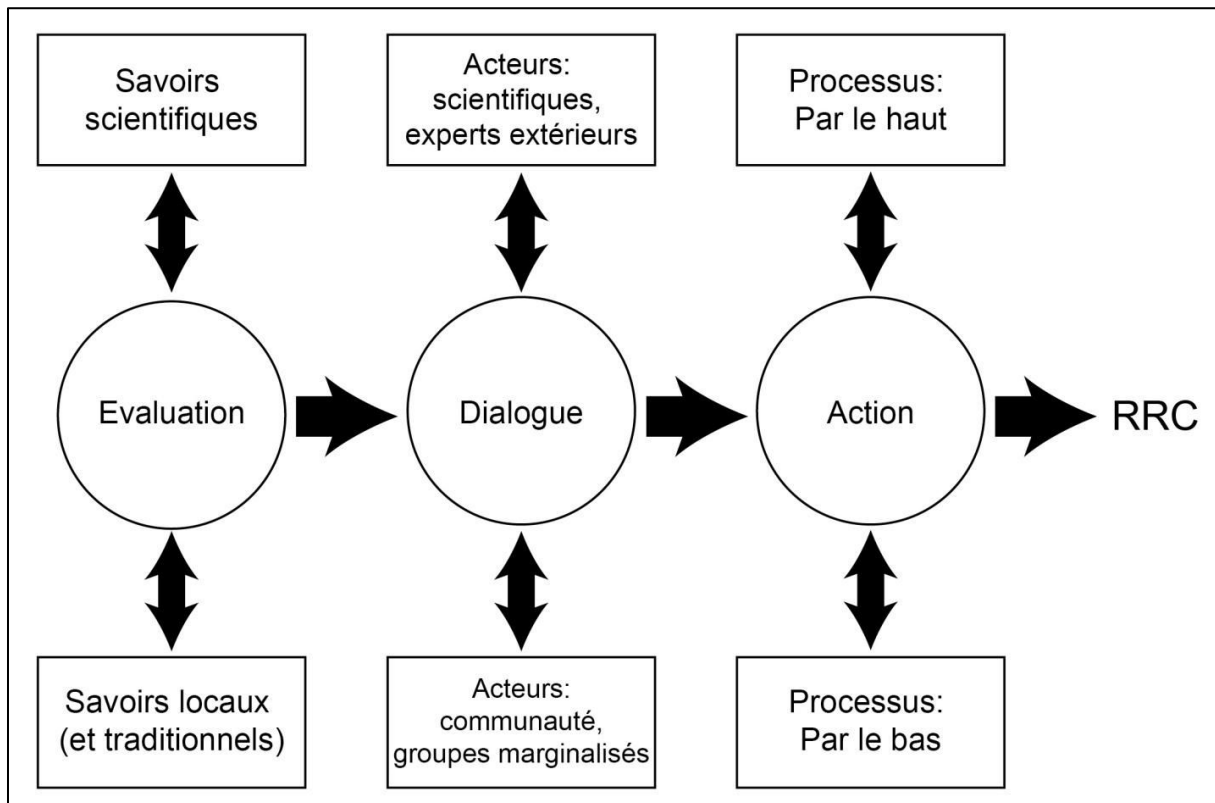 Savoirs
scientifiques
Acteurs:
scientifiques,
experts extérieurs
Processus:
Par le haut
Evaluation
Dialogue
Action
RRC
Savoirs locaux
(et traditionnels)
Acteurs:
communauté,
groupes marginalisés
Processus:
Par le bas